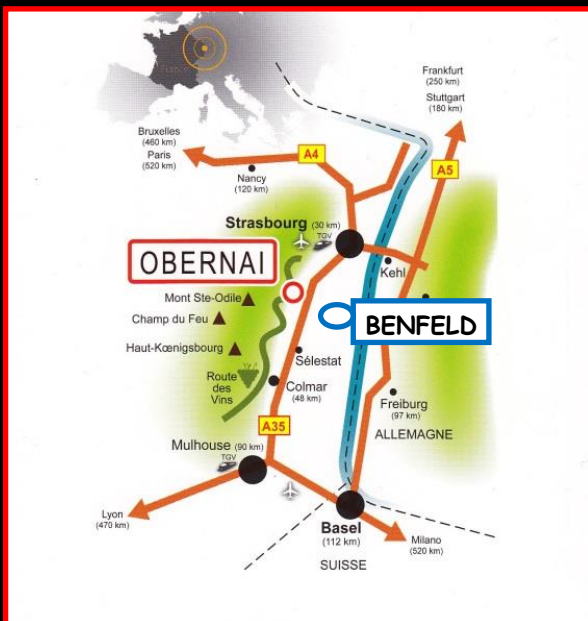 France
Frankfurt
(250 km)
Stuttgart
(180 km)
Bruxelles
(460 km)
Paris
(520 km)
A4
A5
Nancy
(120 km)
Strasbourg (30 km)
TGV
Kehl
OBERNAI
Mont Ste-Odile
Champ du Feu
BENFELD
Haut-Kœnigsbourg
Sélestat
Route
des
Vins
Colmar
(48 km)
Freiburg
(97 km)
A35
ALLEMAGNE
Mulhouse (90 km)
TGV
Lyon
(470 km)
Basel
(112 km)
Milano
(520 km)
SUISSE